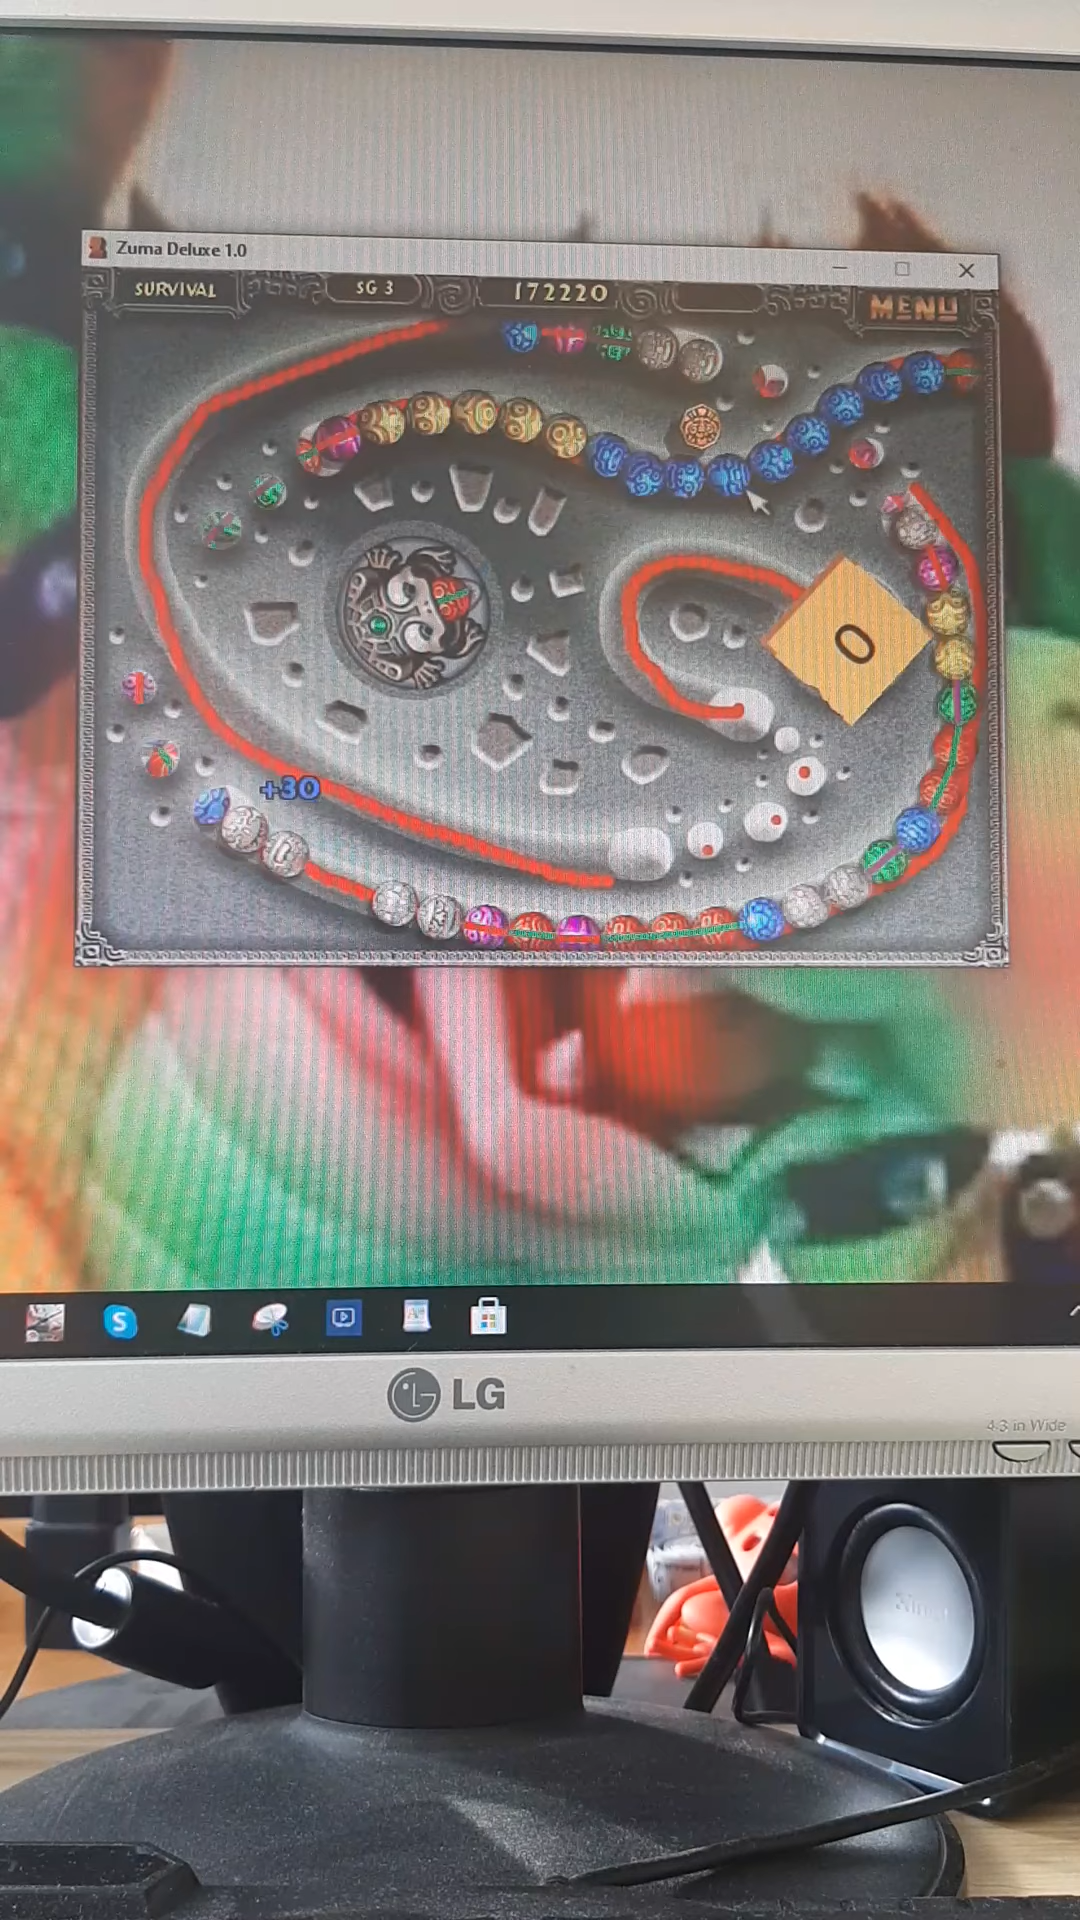 Zuma Deluxe 1.0
SURVIVAL
SG 3
172220
MENU
0
+30
S
LG
4:3 in Wide